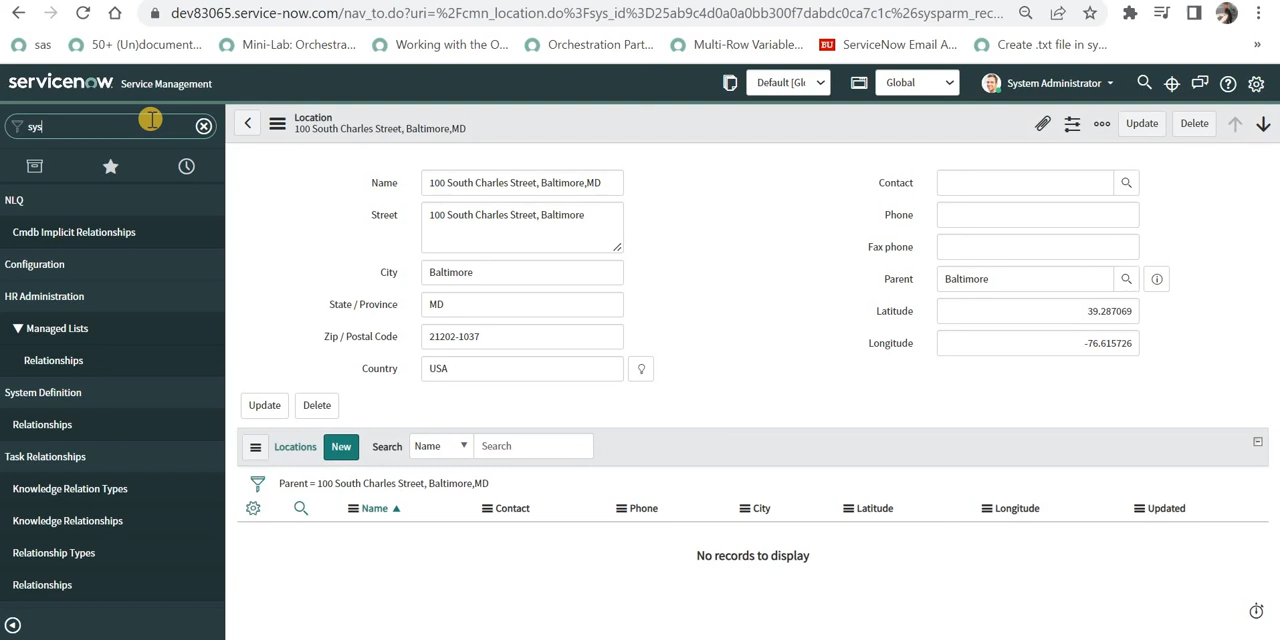 dev83065.service-now.com/nav_to.do?uri=%2Fcmn_location.do%3Fsys_id%3D25ab9c4d0a0a0bb300f7dabdc0ca7c1c%26sysparm_rec...
sas
50+ (Un)document...
Mini-Lab: Orchestra...
Working with the O...
Orchestration Part...
Multi-Row Variable...
BU ServiceNow Email A...
Create .txt file in sy...
»
servicenow Service Management
Default [Glo
Global
System Administrator
sys
Location
100 South Charles Street, Baltimore,MD
Update
Delete
NLQ
Cmdb Implicit Relationships
Configuration
HR Administration
Managed Lists
Relationships
System Definition
Relationships
Task Relationships
Knowledge Relation Types
Knowledge Relationships
Relationship Types
Relationships
Name 100 South Charles Street, Baltimore,MD
Street 100 South Charles Street, Baltimore
City Baltimore
State / Province MD
Zip / Postal Code 21202-1037
Country USA
Contact
Phone
Fax phone
Parent Baltimore
Latitude 39.287069
Longitude -76.615726
Update
Delete
Locations New Search Name Search
Parent = 100 South Charles Street, Baltimore,MD
Name Contact Phone City Latitude Longitude Updated
No records to display